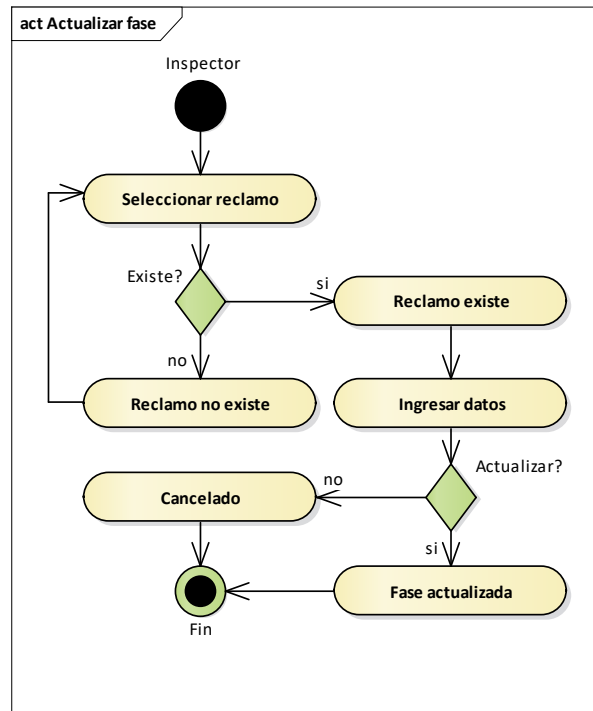 act Actualizar fase
Inspector
Seleccionar reclamo
Existe?
si
Reclamo existe
no
Reclamo no existe
Ingresar datos
Actualizar?
no
Cancelado
si
Fase actualizada
Fin